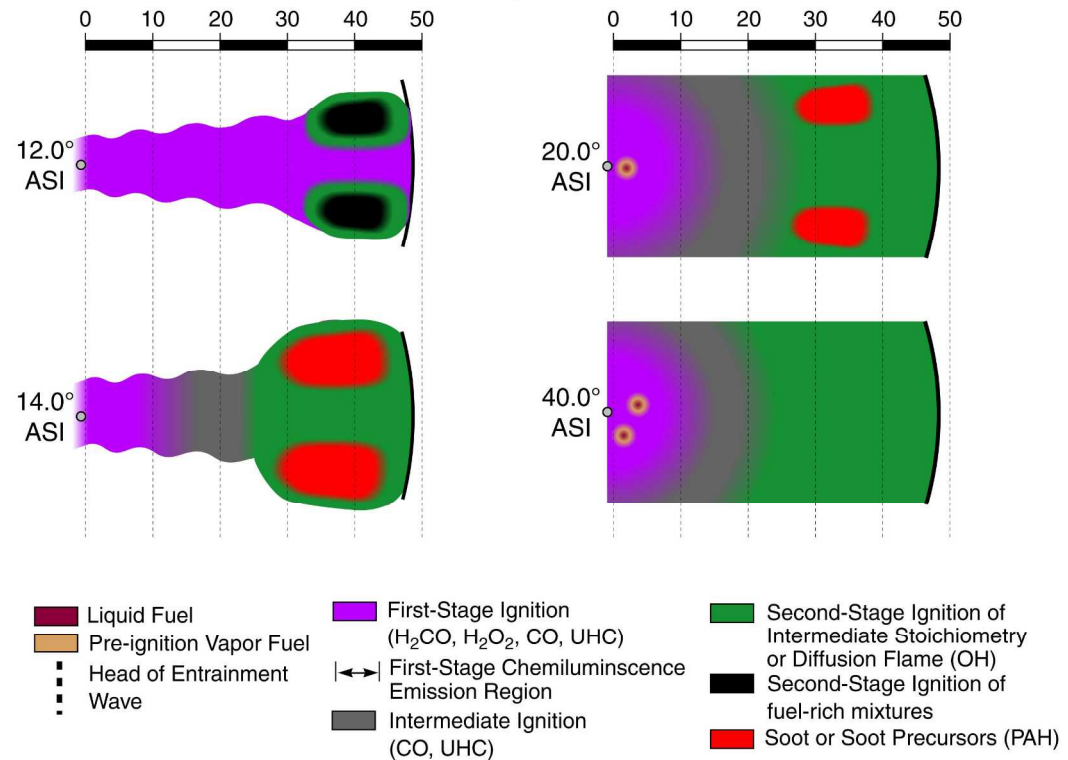 0 10 20 30 40 50
0 10 20 30 40 50
12.0°
ASI
20.0°
ASI
14.0°
ASI
40.0°
ASI
Liquid Fuel
Pre-ignition Vapor Fuel
Head of Entrainment
Wave
First-Stage Ignition
(H₂CO, H₂O₂, CO, UHC)
First-Stage Chemiluminscence
Emission Region
Intermediate Ignition
(CO, UHC)
Second-Stage Ignition of
Intermediate Stoichiometry
or Diffusion Flame (OH)
Second-Stage Ignition of
fuel-rich mixtures
Soot or Soot Precursors (PAH)